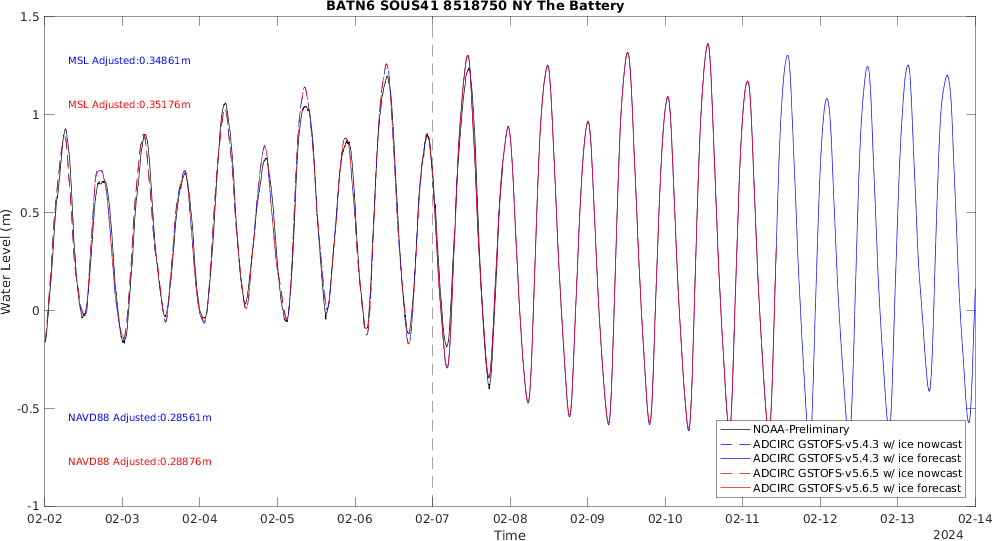 BATN6 SOUS41 8518750 NY The Battery
1.5
1
0.5
0
-0.5
-1
Water Level (m)
MSL Adjusted:0.34861m
MSL Adjusted:0.35176m
NAVD88 Adjusted:0.28561m
NAVD88 Adjusted:0.28876m
NOAA-Preliminary
ADCIRC GSTOFS-v5.4.3 w/ ice nowcast
ADCIRC GSTOFS-v5.4.3 w/ ice forecast
ADCIRC GSTOFS-v5.6.5 w/ ice nowcast
ADCIRC GSTOFS-v5.6.5 w/ ice forecast
02-02 02-03 02-04 02-05 02-06 02-07 02-08 02-09 02-10 02-11 02-12 02-13 02-14
Time
2024